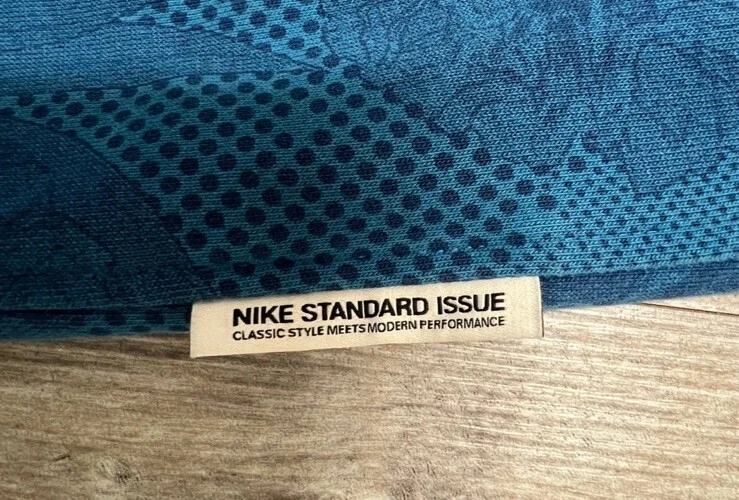 NIKE STANDARD ISSUE
CLASSIC STYLE MEETS MODERN PERFORMANCE